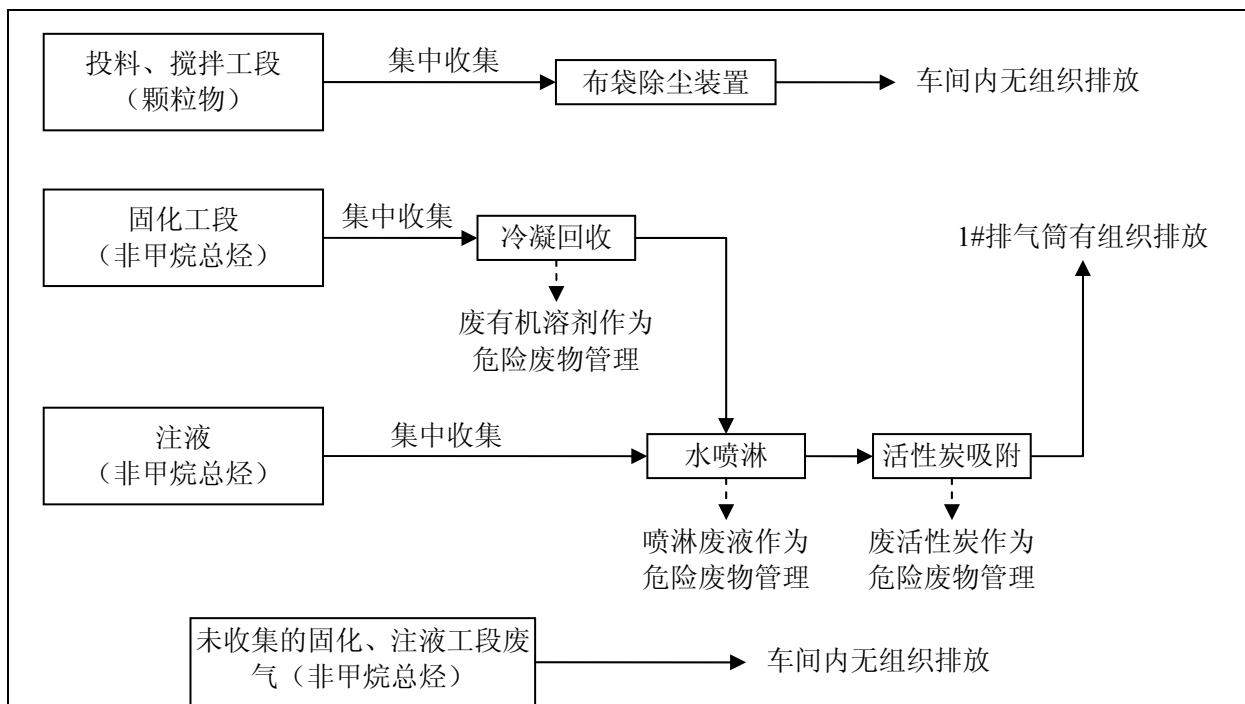 投料、搅拌工段
（颗粒物）
集中收集
布袋除尘装置
车间内无组织排放
固化工段
（非甲烷总烃）
集中收集
冷凝回收
1#排气筒有组织排放
废有机溶剂作为
危险废物管理
注液
（非甲烷总烃）
集中收集
水喷淋
活性炭吸附
喷淋废液作为
危险废物管理
废活性炭作为
危险废物管理
未收集的固化、注液工段废
气（非甲烷总烃）
车间内无组织排放